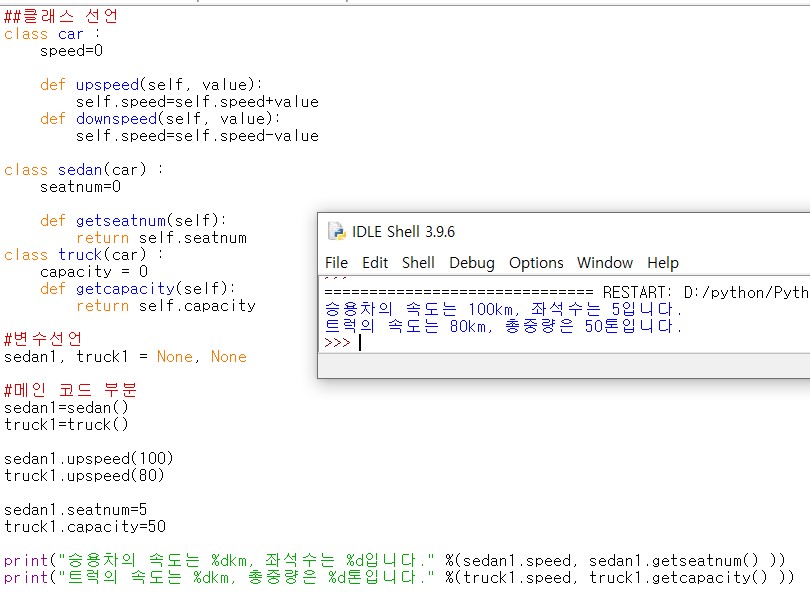 ##클래스 선언
class car :
    speed=0
    def upspeed(self, value):
        self.speed=self.speed+value
    def downspeed(self, value):
        self.speed=self.speed-value
class sedan(car) :
    seatnum=0
    def getseatnum(self):
        return self.seatnum
class truck(car) :
    capacity = 0
    def getcapacity(self):
        return self.capacity
#변수선언
sedan1, truck1 = None, None
#메인 코드 부분
sedan1=sedan()
truck1=truck()
sedan1.upspeed(100)
truck1.upspeed(80)
sedan1.seatnum=5
truck1.capacity=50
print("승용차의 속도는 %dkm, 좌석수는 %d입니다." %(sedan1.speed, sedan1.getseatnum() ))
print("트럭의 속도는 %dkm, 총중량은 %d톤입니다." %(truck1.speed, truck1.getcapacity() ))
IDLE Shell 3.9.6
File Edit Shell Debug Options Window Help
============================== RESTART: D:/python/Pyth
승용차의 속도는 100km, 좌석수는 5입니다.
트럭의 속도는 80km, 총중량은 50톤입니다.
>>>